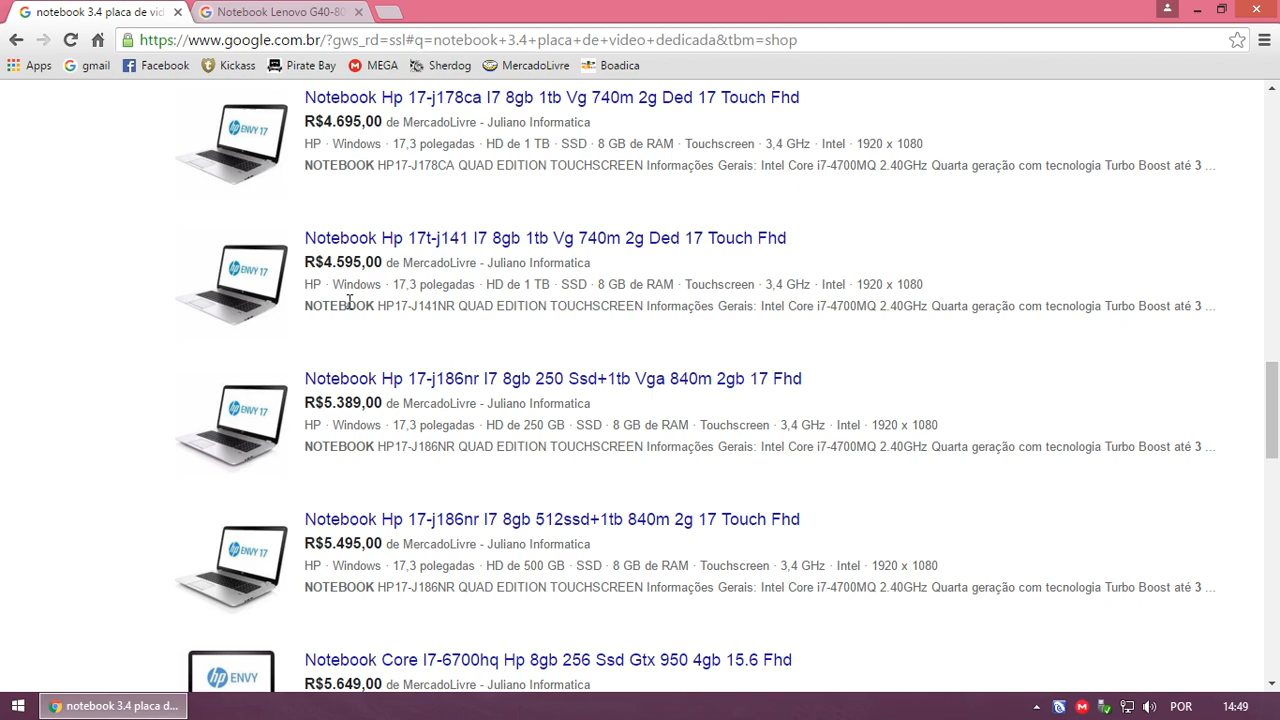 notebook 3.4 placa de vid
Notebook Lenovo G40-80
https://www.google.com.br/?gws_rd=ssl#q=notebook+3.4+placa+de+video+dedicada&tbm=shop
Apps gmail Facebook Kickass Pirate Bay MEGA Sherdog MercadoLivre Boadica
Notebook Hp 17-j178ca I7 8gb 1tb Vg 740m 2g Ded 17 Touch Fhd
R$4.695,00 de MercadoLivre - Juliano Informatica
HP · Windows · 17,3 polegadas · HD de 1 TB · SSD · 8 GB de RAM · Touchscreen · 3,4 GHz · Intel · 1920 x 1080
NOTEBOOK HP17-J178CA QUAD EDITION TOUCHSCREEN Informações Gerais: Intel Core i7-4700MQ 2.40GHz Quarta geração com tecnologia Turbo Boost até 3 ...
hp ENVY 17
Notebook Hp 17t-j141 I7 8gb 1tb Vg 740m 2g Ded 17 Touch Fhd
R$4.595,00 de MercadoLivre - Juliano Informatica
HP · Windows · 17,3 polegadas · HD de 1 TB · SSD · 8 GB de RAM · Touchscreen · 3,4 GHz · Intel · 1920 x 1080
NOTEBOOK HP17-J141NR QUAD EDITION TOUCHSCREEN Informações Gerais: Intel Core i7-4700MQ 2.40GHz Quarta geração com tecnologia Turbo Boost até 3 ...
hp ENVY 17
Notebook Hp 17-j186nr I7 8gb 250 Ssd+1tb Vga 840m 2gb 17 Fhd
R$5.389,00 de MercadoLivre - Juliano Informatica
HP · Windows · 17,3 polegadas · HD de 250 GB · SSD · 8 GB de RAM · Touchscreen · 3,4 GHz · Intel · 1920 x 1080
NOTEBOOK HP17-J186NR QUAD EDITION TOUCHSCREEN Informações Gerais: Intel Core i7-4700MQ 2.40GHz Quarta geração com tecnologia Turbo Boost até 3 ...
hp ENVY 17
Notebook Hp 17-j186nr I7 8gb 512ssd+1tb 840m 2g 17 Touch Fhd
R$5.495,00 de MercadoLivre - Juliano Informatica
HP · Windows · 17,3 polegadas · HD de 500 GB · SSD · 8 GB de RAM · Touchscreen · 3,4 GHz · Intel · 1920 x 1080
NOTEBOOK HP17-J186NR QUAD EDITION TOUCHSCREEN Informações Gerais: Intel Core i7-4700MQ 2.40GHz Quarta geração com tecnologia Turbo Boost até 3 ...
hp ENVY 17
Notebook Core I7-6700hq Hp 8gb 256 Ssd Gtx 950 4gb 15.6 Fhd
R$5.649,00 de MercadoLivre - Juliano Informatica
hp ENVY
notebook 3.4 placa d...
POR 14:49